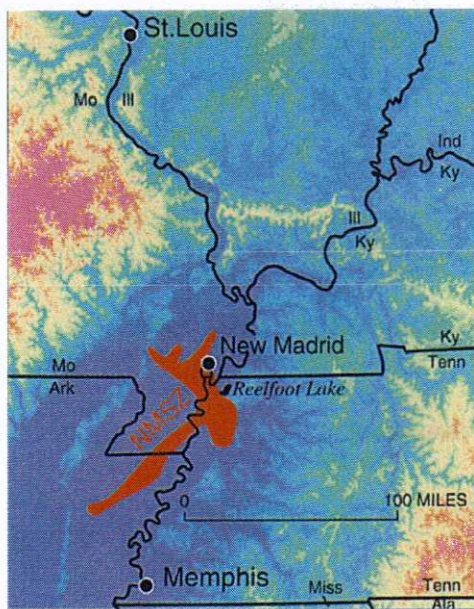 St.Louis
Mo Ill
Ind
Ky
Ill
Ky
New Madrid
Ky
Tenn
Mo
Ark
Reelfoot Lake
NMSZ
0 100 MILES
Memphis
Miss
Tenn
Ala